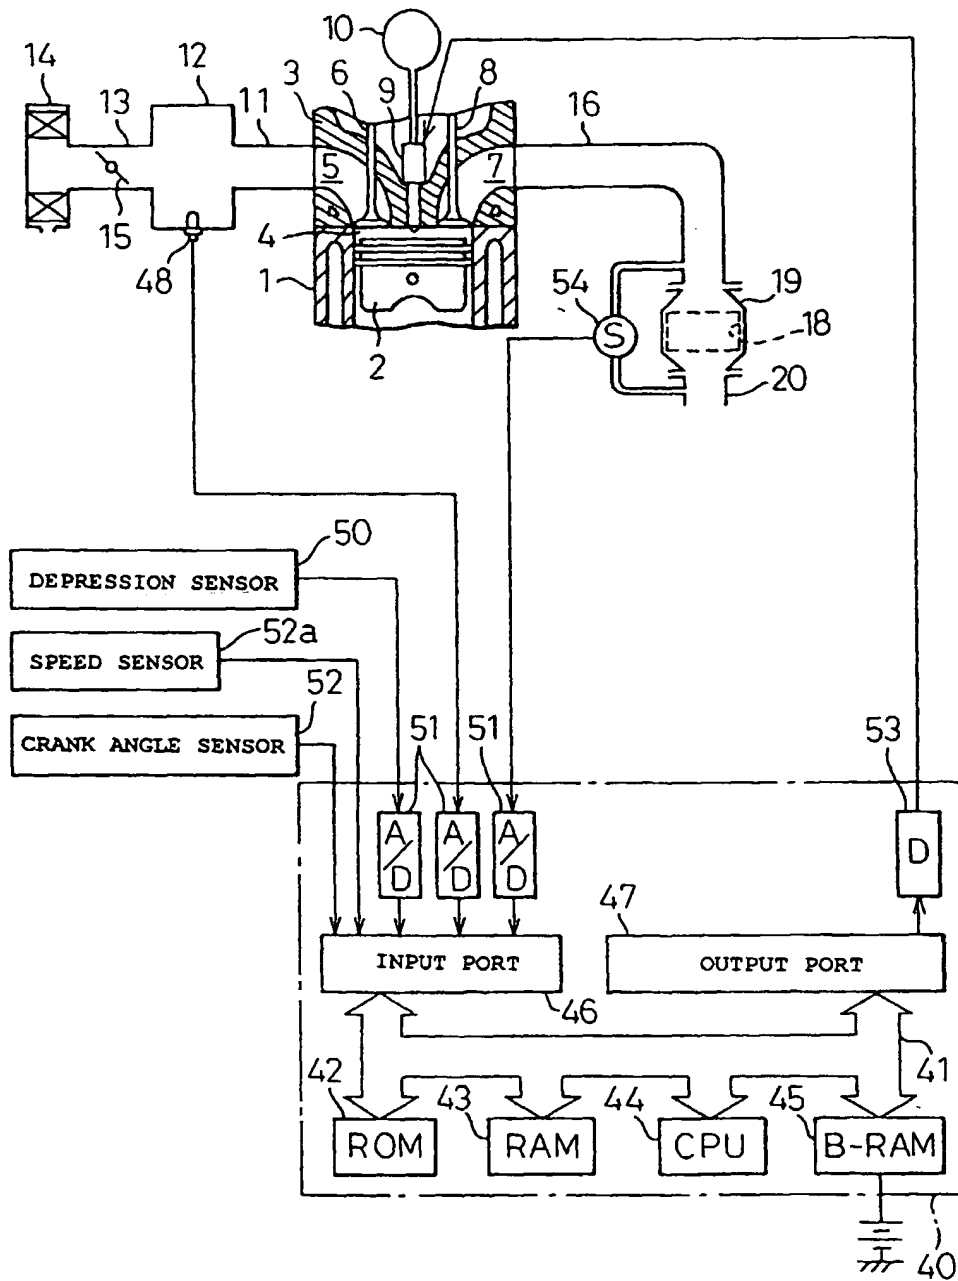 10
14
12
3
6
9
8
13
11
16
5
7
15
4
48
1
2
54
19
S
18
20
50
DEPRESSION SENSOR
52a
SPEED SENSOR
52
CRANK ANGLE SENSOR
51
51
53
A/D
A/D
A/D
D
47
INPUT PORT
OUTPUT PORT
46
41
42
43
44
45
ROM
RAM
CPU
B-RAM
40